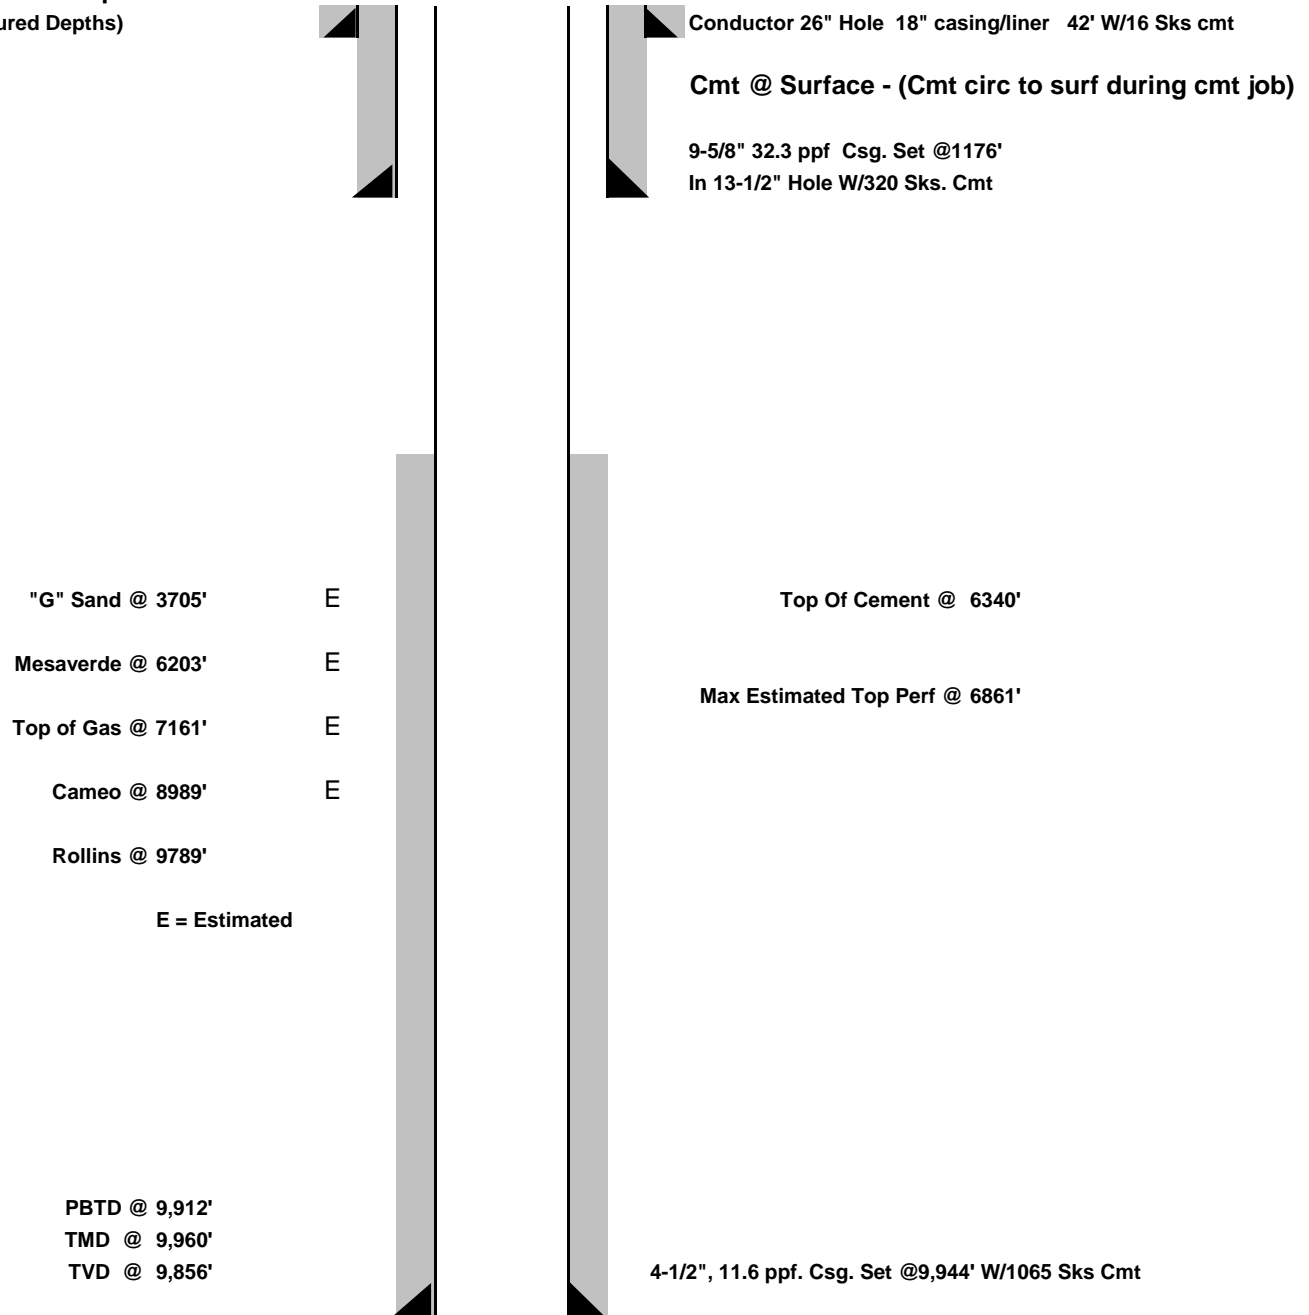 Depths)
Conductor 26" Hole 18" casing/liner 42' W/16 Sks cmt
Cmt @ Surface - (Cmt circ to surf during cmt job)
9-5/8" 32.3 ppf Csg. Set @1176'
In 13-1/2" Hole W/320 Sks. Cmt
"G" Sand @ 3705' E
Top Of Cement @ 6340'
Mesaverde @ 6203' E
Max Estimated Top Perf @ 6861'
Top of Gas @ 7161' E
Cameo @ 8989' E
Rollins @ 9789'
E = Estimated
PBTD @ 9,912'
TMD @ 9,960'
TVD @ 9,856'
4-1/2", 11.6 ppf. Csg. Set @9,944' W/1065 Sks Cmt